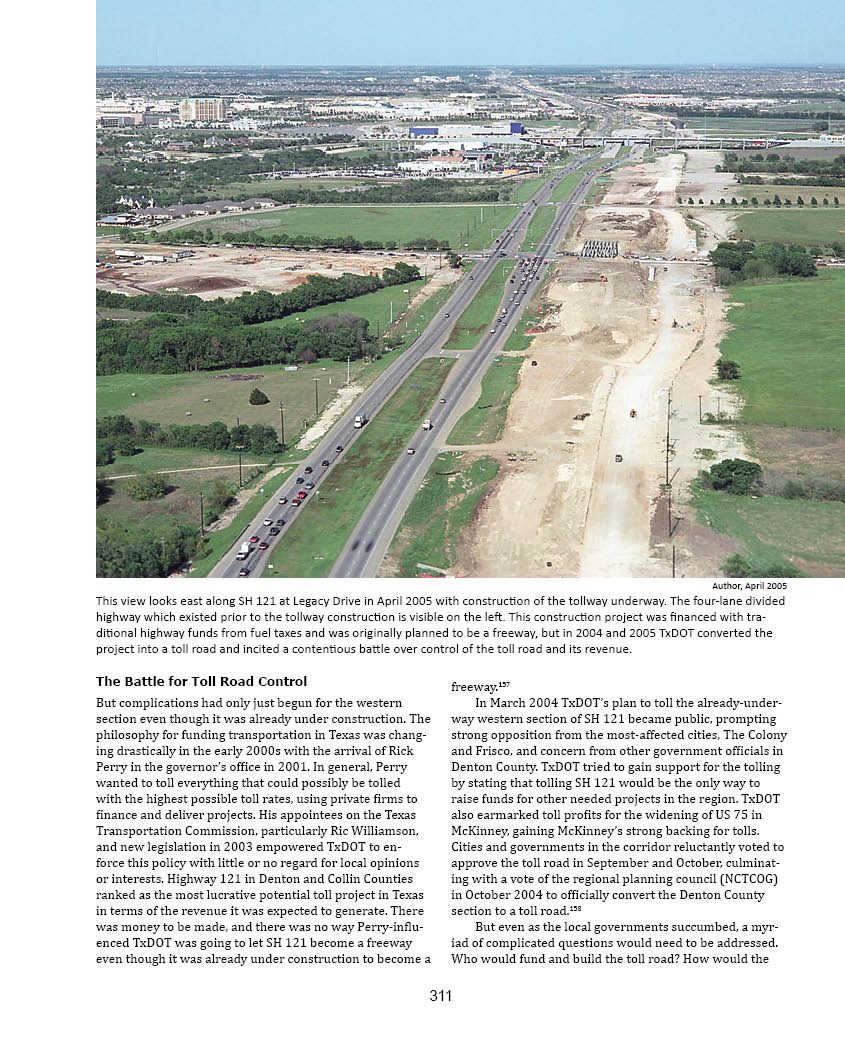 Author, April 2005
This view looks east along SH 121 at Legacy Drive in April 2005 with construction of the tollway underway. The four-lane divided
highway which existed prior to the tollway construction is visible on the left. This construction project was financed with tra-
ditional highway funds from fuel taxes and was originally planned to be a freeway, but in 2004 and 2005 TxDOT converted the
project into a toll road and incited a contentious battle over control of the toll road and its revenue.
The Battle for Toll Road Control
But complications had only just begun for the western
section even though it was already under construction. The
philosophy for funding transportation in Texas was chang-
ing drastically in the early 2000s with the arrival of Rick
Perry in the governor's office in 2001. In general, Perry
wanted to toll everything that could possibly be tolled
with the highest possible toll rates, using private firms to
finance and deliver projects. His appointees on the Texas
Transportation Commission, particularly Ric Williamson,
and new legislation in 2003 empowered TxDOT to en-
force this policy with little or no regard for local opinions
or interests. Highway 121 in Denton and Collin Counties
ranked as the most lucrative potential toll project in Texas
in terms of the revenue it was expected to generate. There
was money to be made, and there was no way Perry-influ-
enced TxDOT was going to let SH 121 become a freeway
even though it was already under construction to become a
freeway.¹⁵⁷
In March 2004 TxDOT's plan to toll the already-under-
way western section of SH 121 became public, prompting
strong opposition from the most-affected cities, The Colony
and Frisco, and concern from other government officials in
Denton County. TxDOT tried to gain support for the tolling
by stating that tolling SH 121 would be the only way to
raise funds for other needed projects in the region. TxDOT
also earmarked toll profits for the widening of US 75 in
McKinney, gaining McKinney's strong backing for tolls.
Cities and governments in the corridor reluctantly voted to
approve the toll road in September and October, culminat-
ing with a vote of the regional planning council (NCTCOG)
in October 2004 to officially convert the Denton County
section to a toll road.¹⁵⁸
But even as the local governments succumbed, a myr-
iad of complicated questions would need to be addressed.
Who would fund and build the toll road? How would the
311